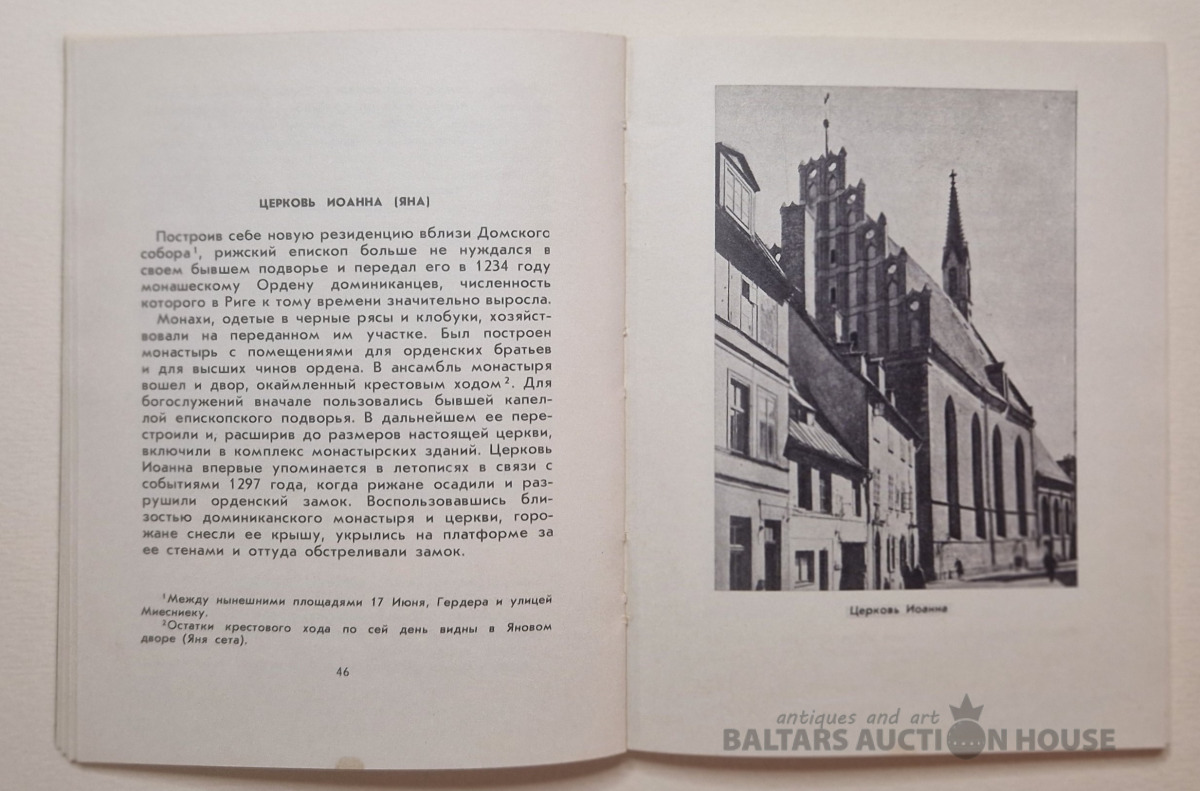 ЦЕРКОВЬ ИОАННА (ЯНА)
Построив себе новую резиденцию вблизи Домского
собора¹, рижский епископ больше не нуждался в
своем бывшем подворье и передал его в 1234 году
монашескому Ордену доминиканцев, численность
которого в Риге к тому времени значительно выросла.
Монахи, одетые в черные рясы и клобуки, хозяйст-
вовали на переданном им участке. Был построен
монастырь с помещениями для орденских братьев
и для высших чинов ордена. В ансамбль монастыря
вошел и двор, окаймленный крестовым ходом². Для
богослужений вначале пользовались бывшей капел-
лой епископского подворья. В дальнейшем ее пере-
строили и, расширив до размеров настоящей церкви,
включили в комплекс монастырских зданий. Церковь
Иоанна впервые упоминается в летописях в связи с
событиями 1297 года, когда рижане осадили и раз-
рушили орденский замок. Воспользовавшись бли-
зостью доминиканского монастыря и церкви, горо-
жане снесли ее крышу, укрылись на платформе за
ее стенами и оттуда обстреливали замок.
¹Между нынешними площадями 17 Июня, Гердера и улицей
Миесниеку.
²Остатки крестового хода по сей день видны в Яновом
дворе (Яня сета).
46
Церковь Иоанна
antiques and art
BALTARS AUCTION HOUSE